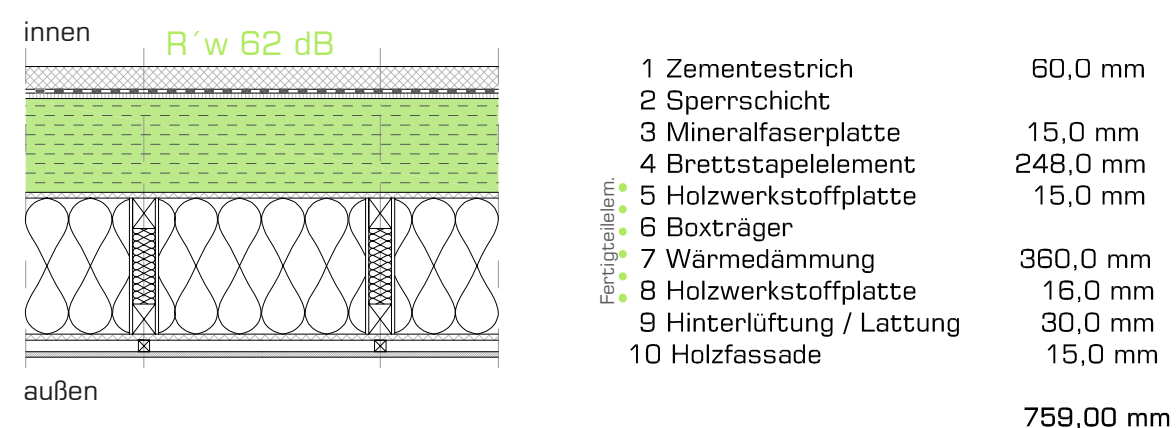 innen
R´w 62 dB
außen
1 Zementestrich 60,0 mm
2 Sperrschicht
3 Mineralfaserplatte 15,0 mm
4 Brettstapelelement 248,0 mm
5 Holzwerkstoffplatte 15,0 mm
6 Boxträger
7 Wärmedämmung 360,0 mm
8 Holzwerkstoffplatte 16,0 mm
9 Hinterlüftung / Lattung 30,0 mm
10 Holzfassade 15,0 mm
Fertigteilelem.
759,00 mm